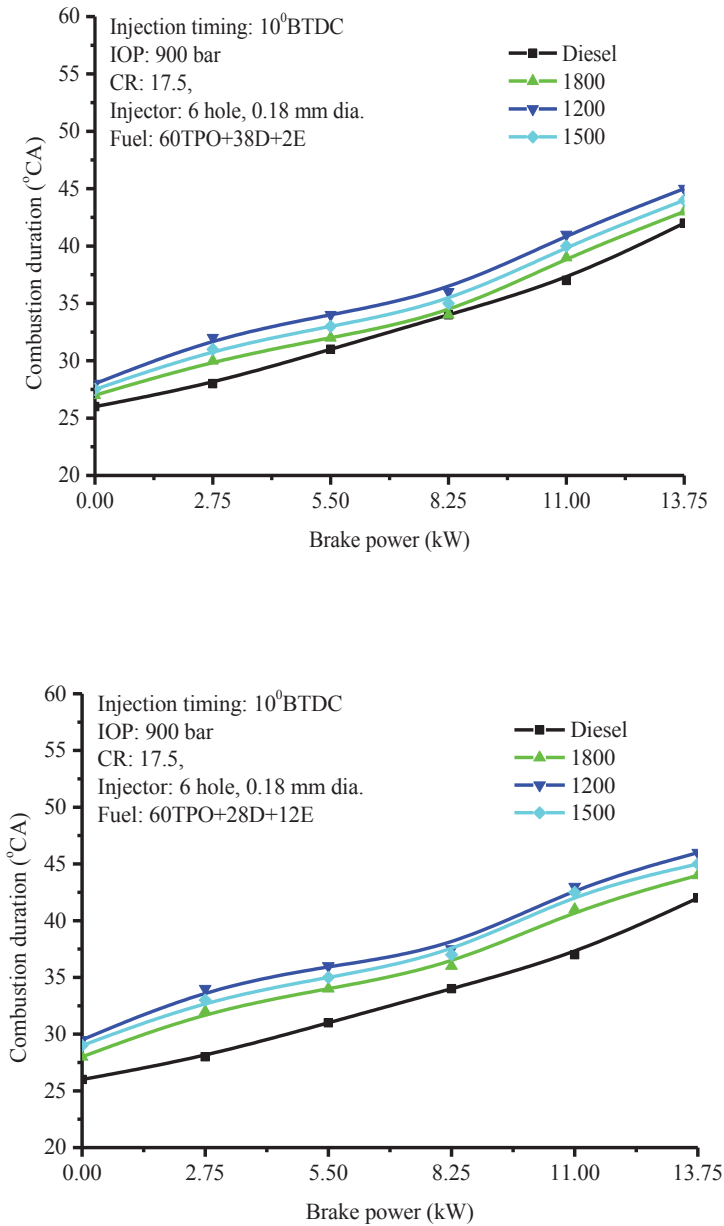 60
Injection timing: 10⁰BTDC
IOP: 900 bar
CR: 17.5,
Injector: 6 hole, 0.18 mm dia.
Fuel: 60TPO+38D+2E
Diesel
1800
1200
1500
55
50
45
40
35
30
25
20
Combustion duration (°CA)
0.00 2.75 5.50 8.25 11.00 13.75
Brake power (kW)
60
Injection timing: 10⁰BTDC
IOP: 900 bar
CR: 17.5,
Injector: 6 hole, 0.18 mm dia.
Fuel: 60TPO+28D+12E
Diesel
1800
1200
1500
55
50
45
40
35
30
25
20
Combustion duration (°CA)
0.00 2.75 5.50 8.25 11.00 13.75
Brake power (kW)